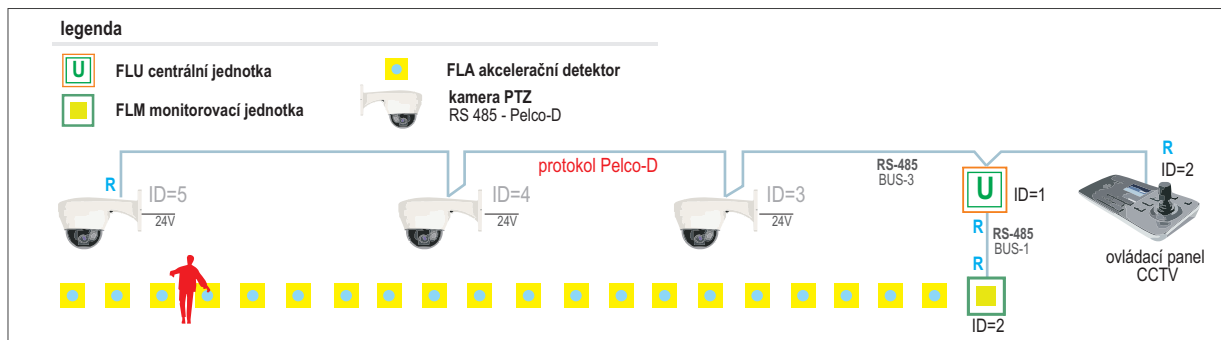 legenda
U FLU centrální jednotka
FLA akcelerační detektor
FLM monitorovací jednotka
kamera PTZ
RS 485 - Pelco-D
protokol Pelco-D
R ID=5
24V
ID=4
24V
ID=3
24V
RS-485
BUS-3
U ID=1
R
ID=2
R
RS-485
BUS-1
R
ovládací panel
CCTV
ID=2